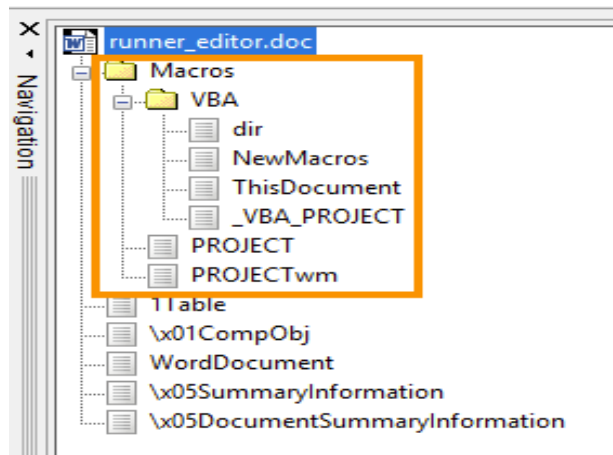 runner_editor.doc
Macros
VBA
dir
NewMacros
ThisDocument
_VBA_PROJECT
PROJECT
PROJECTwm
1Table
\x01CompObj
WordDocument
\x05SummaryInformation
\x05DocumentSummaryInformation
Navigation